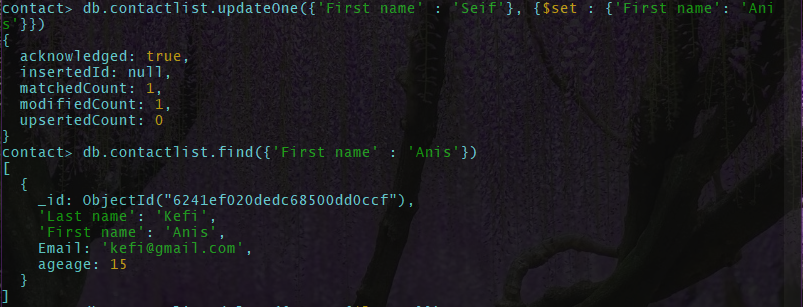 contact> db.contactlist.updateOne({'First name' : 'Seif'}, {$set : {'First name': 'Ani
s'}})
{
  acknowledged: true,
  insertedId: null,
  matchedCount: 1,
  modifiedCount: 1,
  upsertedCount: 0
}
contact> db.contactlist.find({'First name' : 'Anis'})
[
  {
    _id: ObjectId("6241ef020dedc68500dd0ccf"),
    'Last name': 'Kefi',
    'First name': 'Anis',
    Email: 'kefi@gmail.com',
    ageage: 15
  }
]